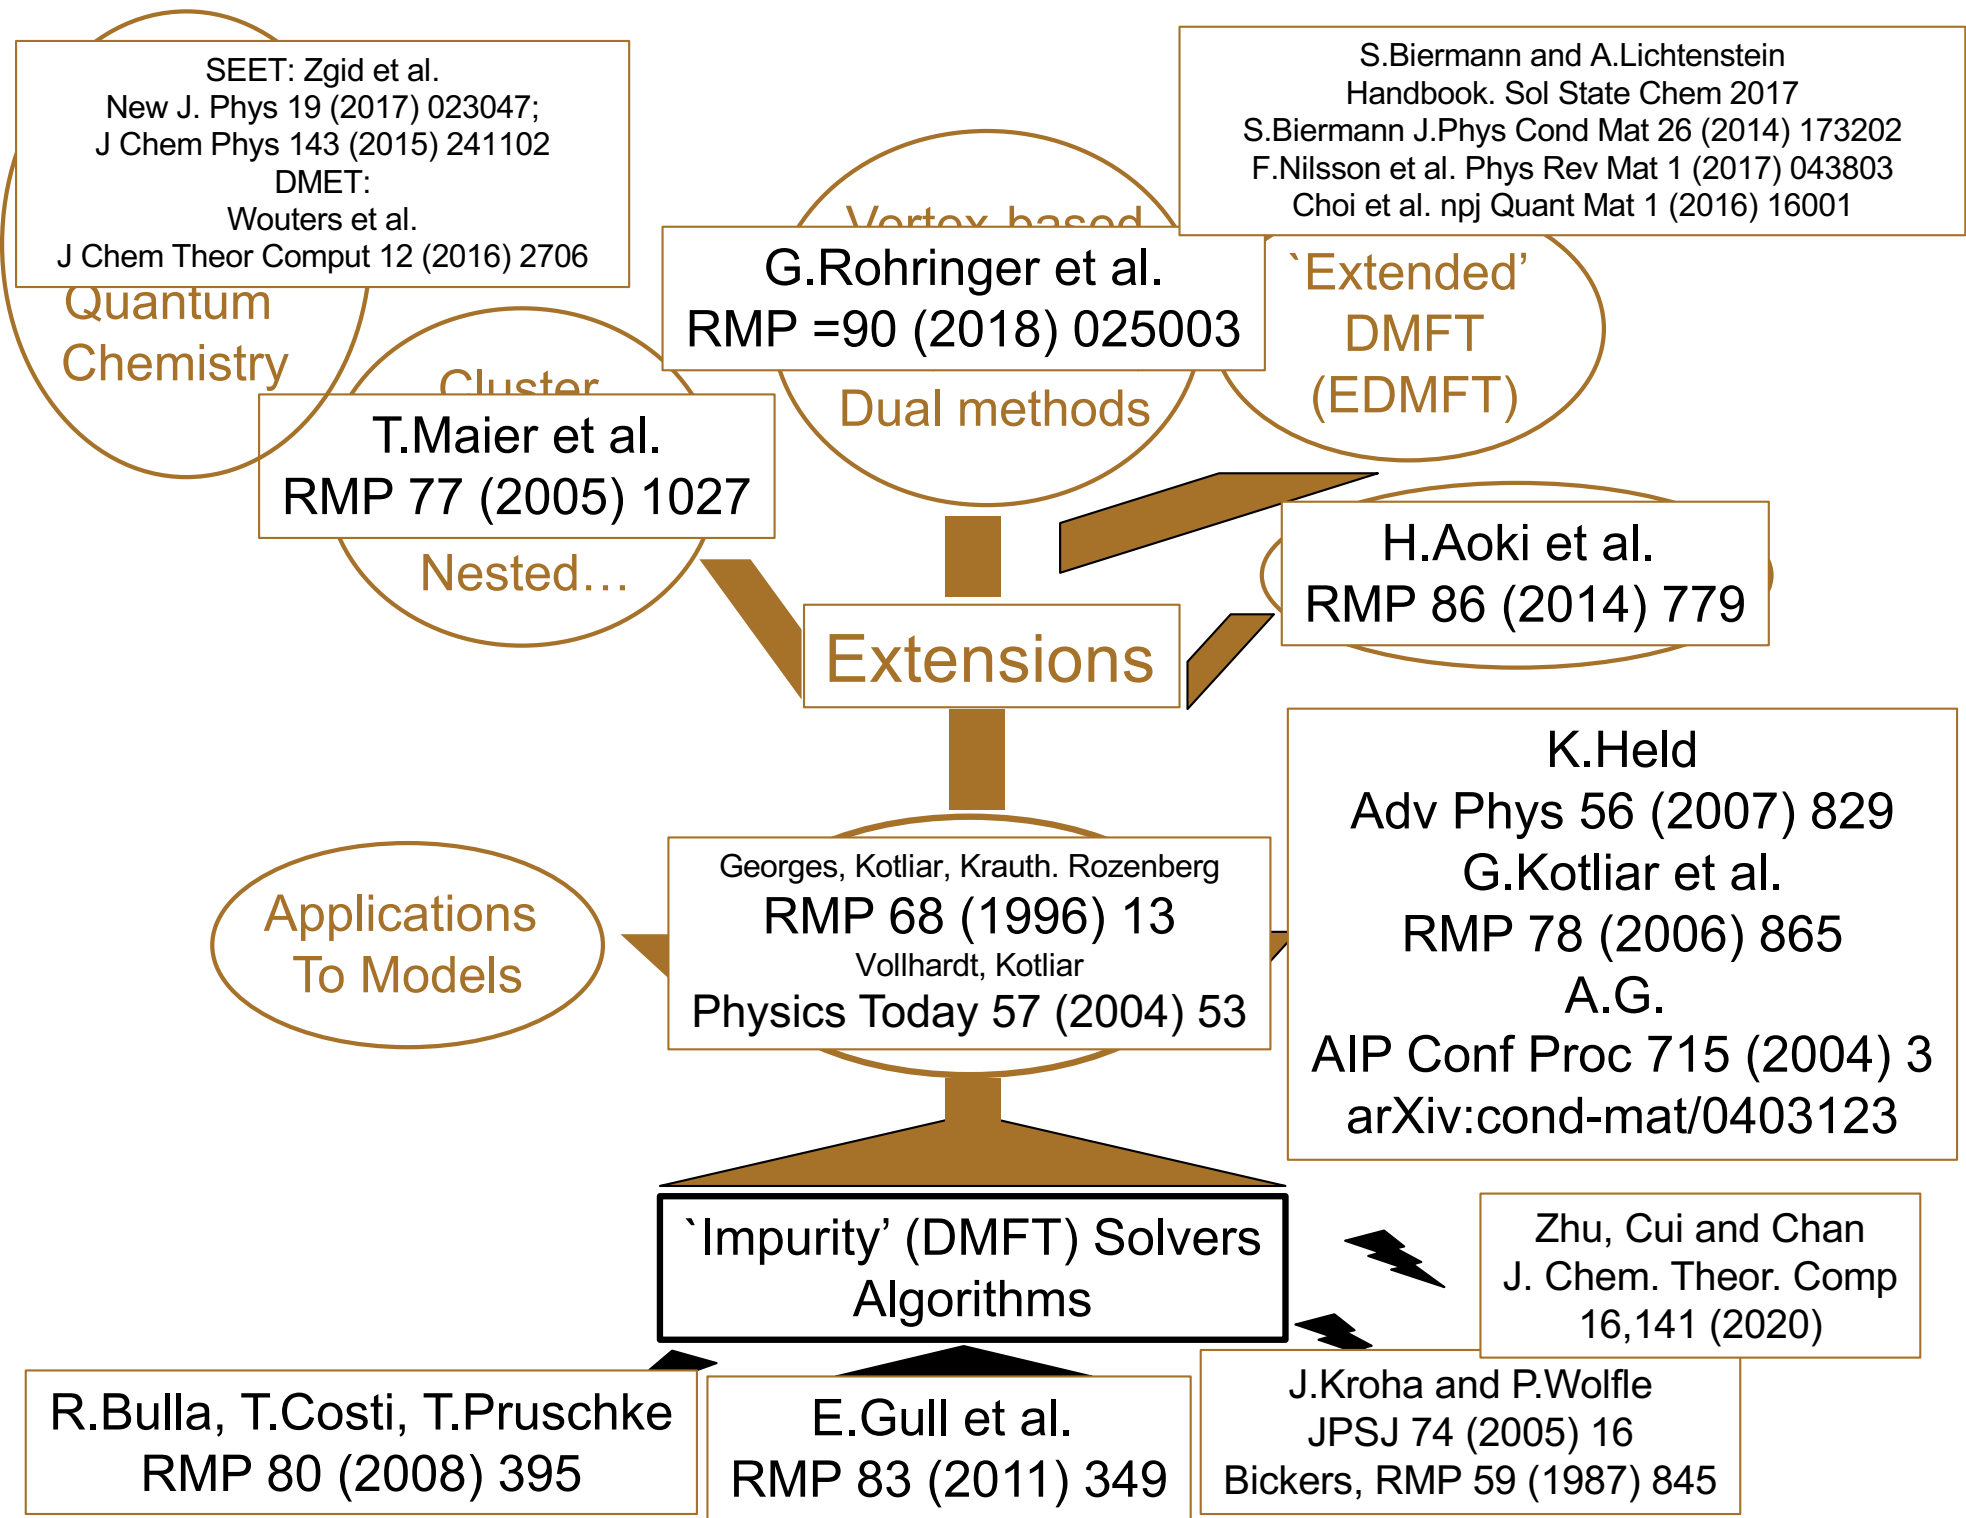 SEET: Zgid et al.
New J. Phys 19 (2017) 023047;
J Chem Phys 143 (2015) 241102
DMET:
Wouters et al.
J Chem Theor Comput 12 (2016) 2706
Quantum
Chemistry
S.Biermann and A.Lichtenstein
Handbook. Sol State Chem 2017
S.Biermann J.Phys Cond Mat 26 (2014) 173202
F.Nilsson et al. Phys Rev Mat 1 (2017) 043803
Choi et al. npj Quant Mat 1 (2016) 16001
Vertex-based
G.Rohringer et al.
RMP =90 (2018) 025003
Dual methods
`Extended’
DMFT
(EDMFT)
Cluster
T.Maier et al.
RMP 77 (2005) 1027
Nested…
H.Aoki et al.
RMP 86 (2014) 779
Extensions
K.Held
Adv Phys 56 (2007) 829
G.Kotliar et al.
RMP 78 (2006) 865
A.G.
AIP Conf Proc 715 (2004) 3
arXiv:cond-mat/0403123
Applications
To Models
Georges, Kotliar, Krauth. Rozenberg
RMP 68 (1996) 13
Vollhardt, Kotliar
Physics Today 57 (2004) 53
`Impurity’ (DMFT) Solvers
Algorithms
Zhu, Cui and Chan
J. Chem. Theor. Comp
16,141 (2020)
R.Bulla, T.Costi, T.Pruschke
RMP 80 (2008) 395
E.Gull et al.
RMP 83 (2011) 349
J.Kroha and P.Wolfle
JPSJ 74 (2005) 16
Bickers, RMP 59 (1987) 845